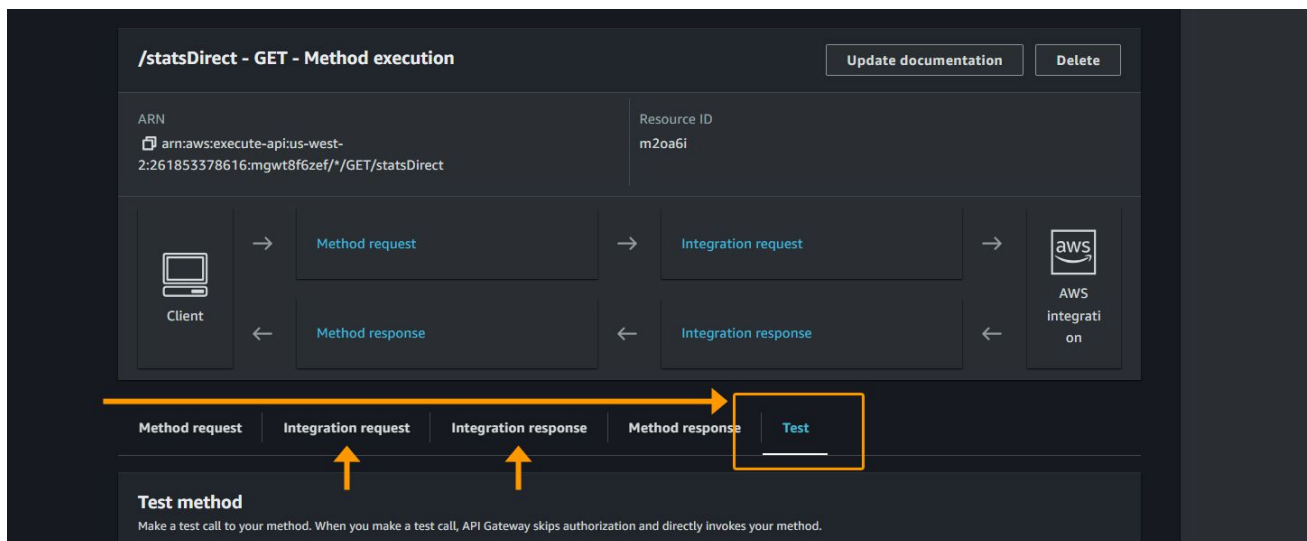 /statsDirect - GET - Method execution
Update documentation
Delete
ARN
arn:aws:execute-api:us-west-
2:261853378616:mgwt8f6zef/*/GET/statsDirect
Resource ID
m2oa6i
Method request
Integration request
aws
Client
AWS
integrati
on
Method response
Integration response
Method request
Integration request
Integration response
Method response
Test
Test method
Make a test call to your method. When you make a test call, API Gateway skips authorization and directly invokes your method.